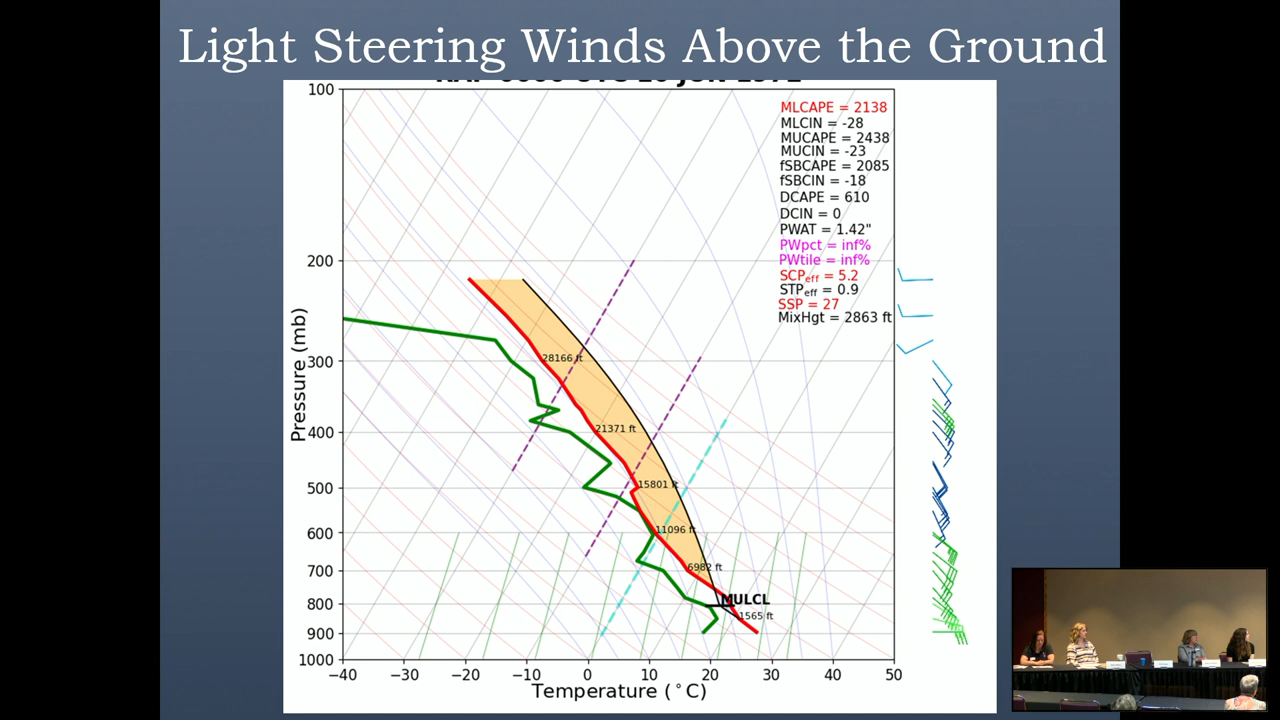 Light Steering Winds Above the Ground
100
200
300
400
500
600
700
800
900
1000
Pressure (mb)
−40
−30
−20
−10
0
10
20
30
40
50
Temperature (°C)
MLCAPE = 2138
MLCIN = -28
MUCAPE = 2438
MUCIN = -23
fSBCAPE = 2085
fSBCIN = -18
DCAPE = 610
DCIN = 0
PWAT = 1.42"
PWpct = inf%
PWtile = inf%
SCPeff = 5.2
STPeff = 0.9
SSP = 27
MixHgt = 2863 ft
28166 ft
21371 ft
15801 ft
11096 ft
6982 ft
MULCL
1565 ft